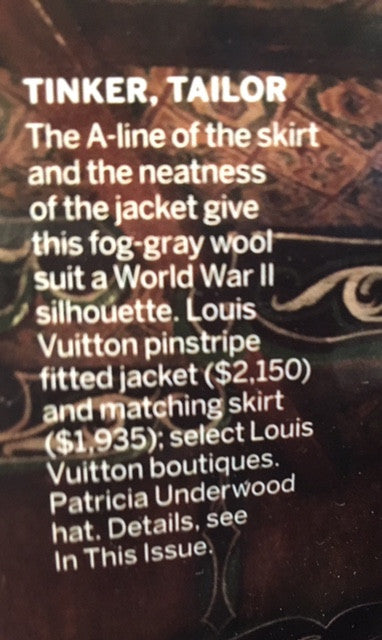 TINKER, TAILOR
The A-line of the skirt
and the neatness
of the jacket give
this fog-gray wool
suit a World War II
silhouette. Louis
Vuitton pinstripe
fitted jacket ($2,150)
and matching skirt
($1,935); select Louis
Vuitton boutiques.
Patricia Underwood
hat. Details, see
In This Issue.